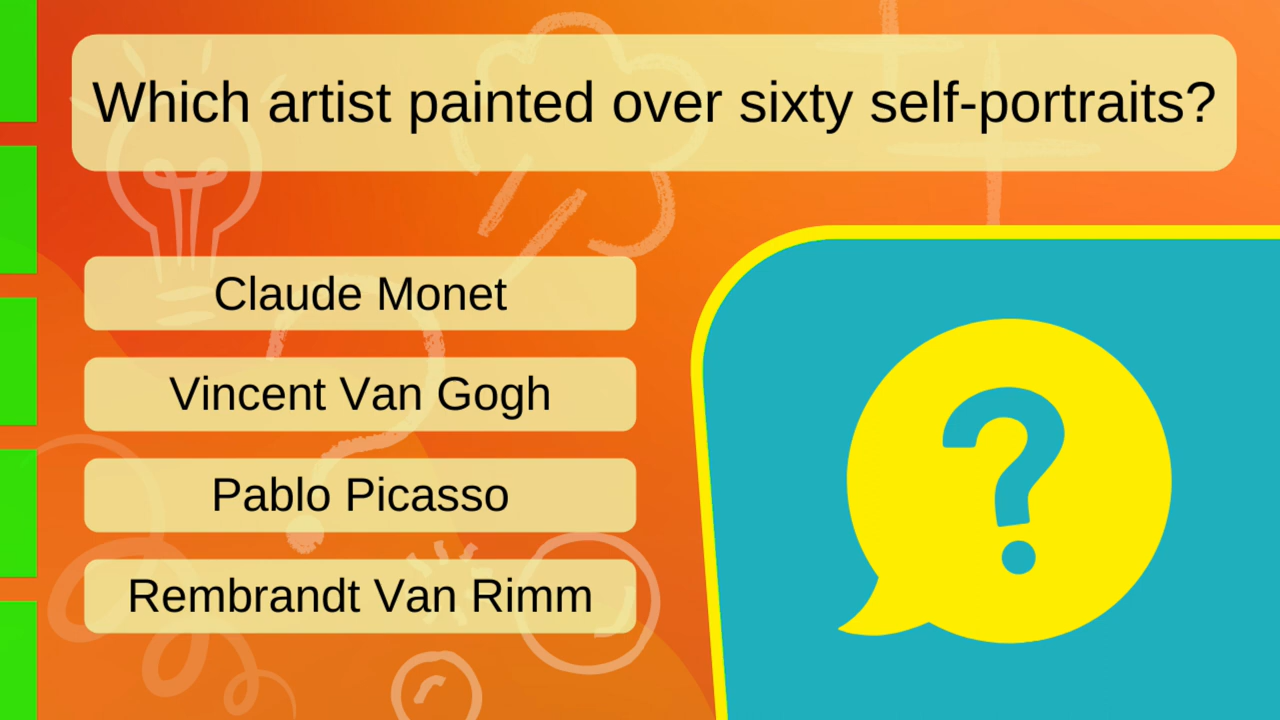 Which artist painted over sixty self-portraits?
Claude Monet
Vincent Van Gogh
Pablo Picasso
Rembrandt Van Rimm
?